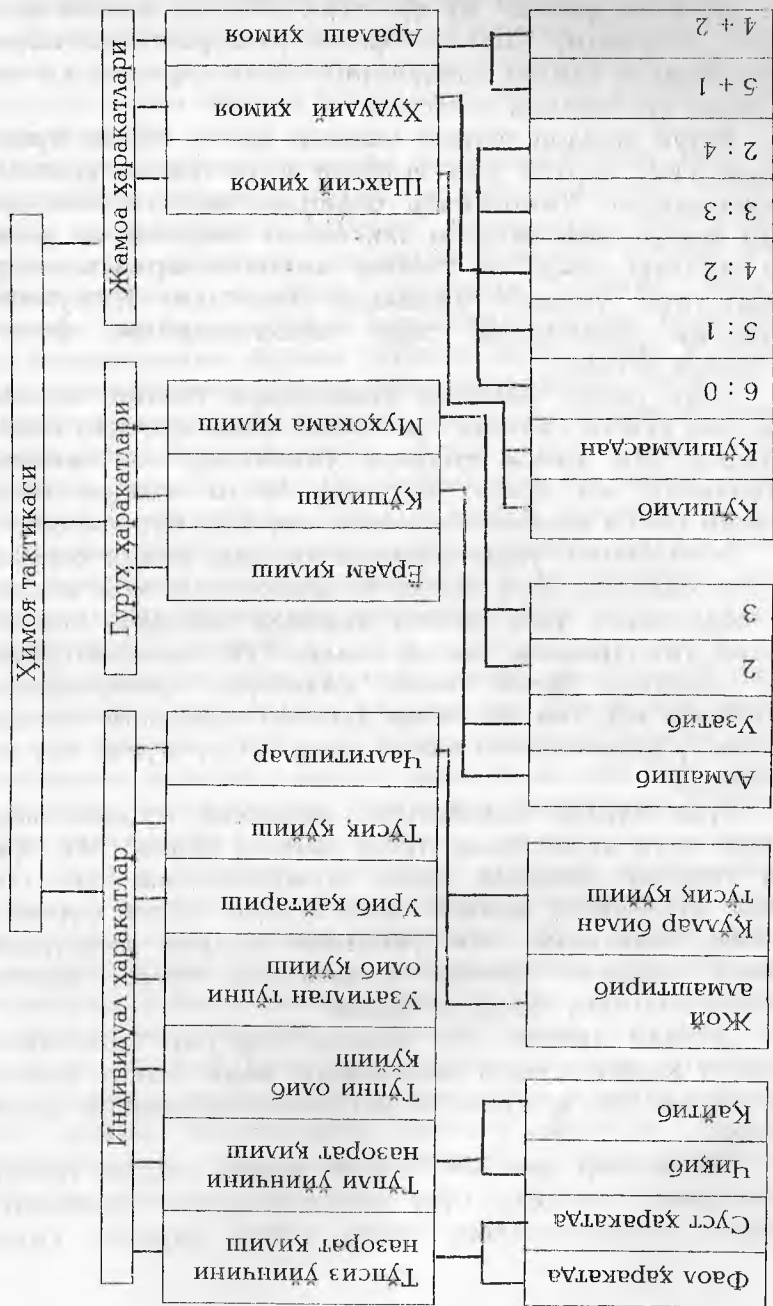 Ҳимоя тактикаси
Индивидуал ҳаракатлар
Гуруҳ ҳаракатлари
Жамоа ҳаракатлари
Тўпсиз ўйинчини
назорат қилиш
Тўпли ўйинчини
назорат қилиш
Тўпни олиб
қўйиш
Узатилган тўпни
олиб қўйиш
Уриб қайтариш
Тўсиқ қўйиш
Чалғитишлар
Ёрдам қилиш
Қўшилиш
Муҳокама қилиш
Шахсий ҳимоя
Ҳудудий ҳимоя
Аралаш ҳимоя
Фаол ҳаракатда
Суст ҳаракатда
Чиқиб
Қайтиб
Жой
алмаштириб
Қўллар билан
тўсиқ қўйиш
Алмашиб
Узатиб
2
3
Қўшилиб
Қўшилмасдан
6 : 0
5 : 1
4 : 2
3 : 3
2 : 4
5 + 1
4 + 2